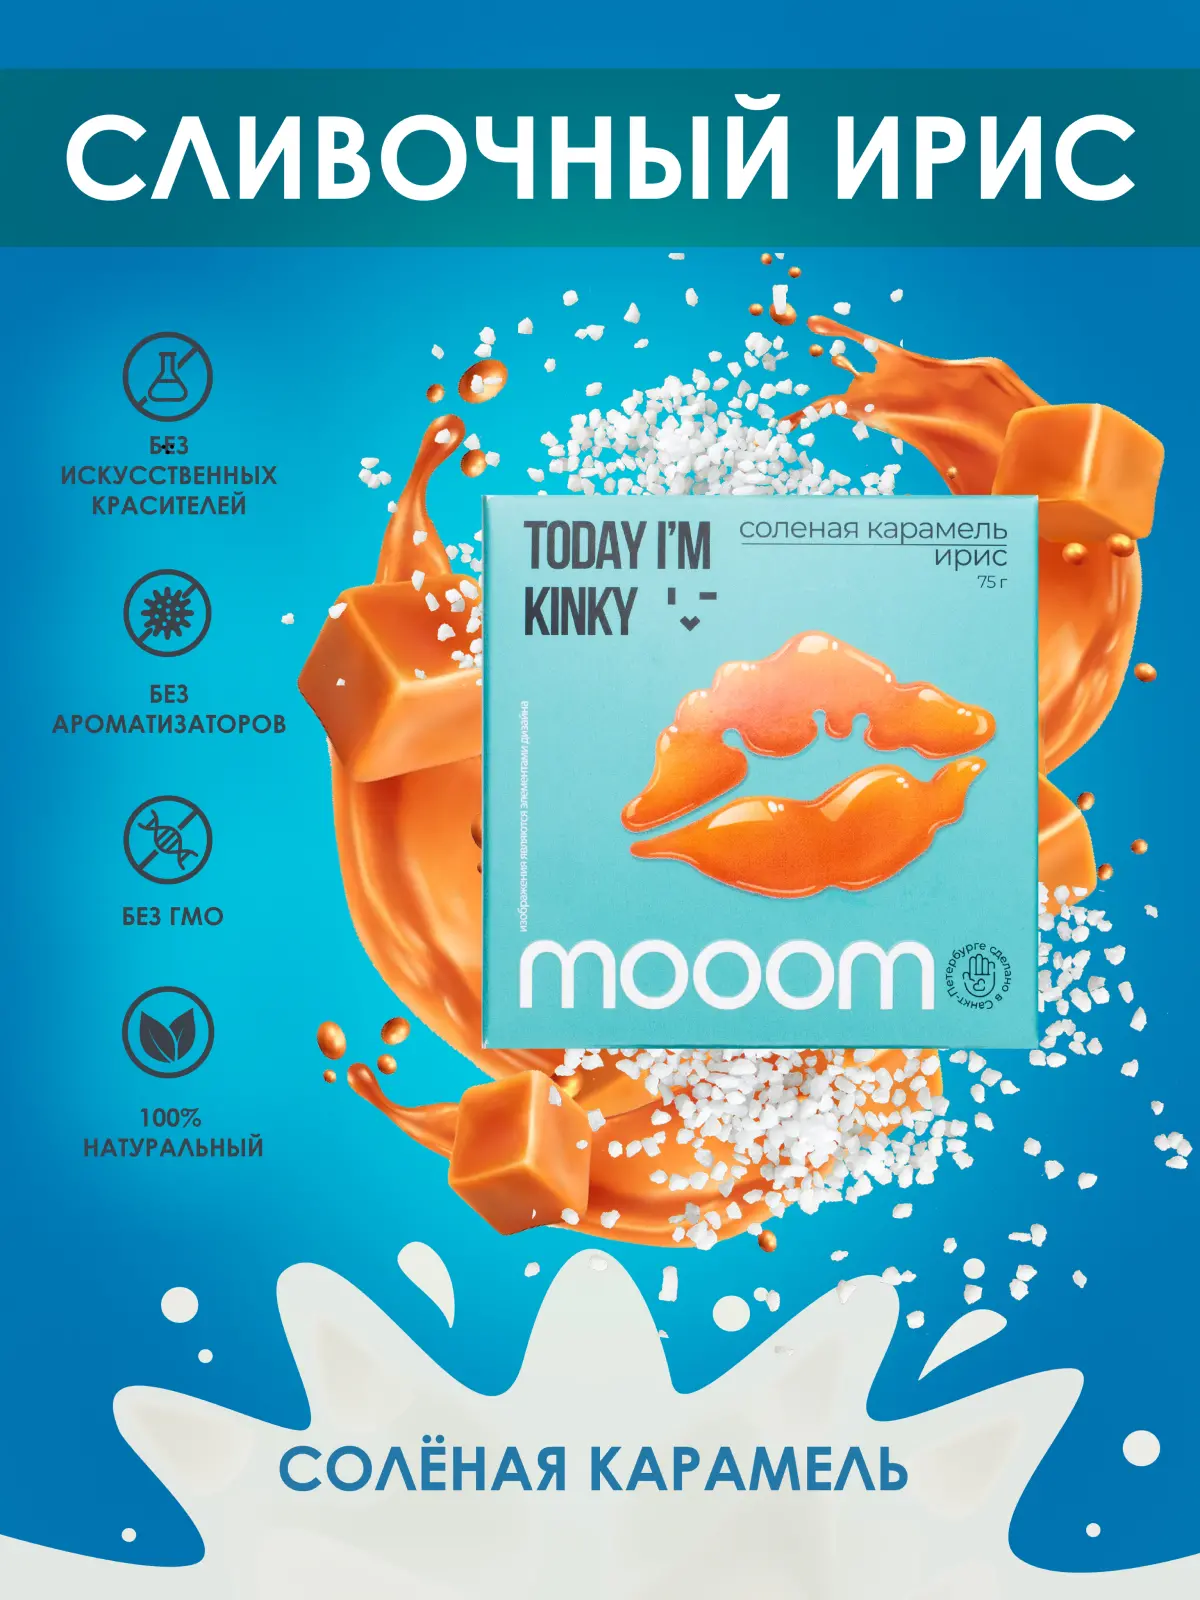 СЛИВОЧНЫЙ ИРИС
БЕЗ
ИСКУССТВЕННЫХ
КРАСИТЕЛЕЙ
БЕЗ
АРОМАТИЗАТОРОВ
БЕЗ ГМО
100%
НАТУРАЛЬНЫЙ
TODAY I'M
KINKY
соленая карамель
ирис
75 г
изображения являются элементами дизайна
mooom
сделано в Санкт-Петербурге
СОЛЁНАЯ КАРАМЕЛЬ